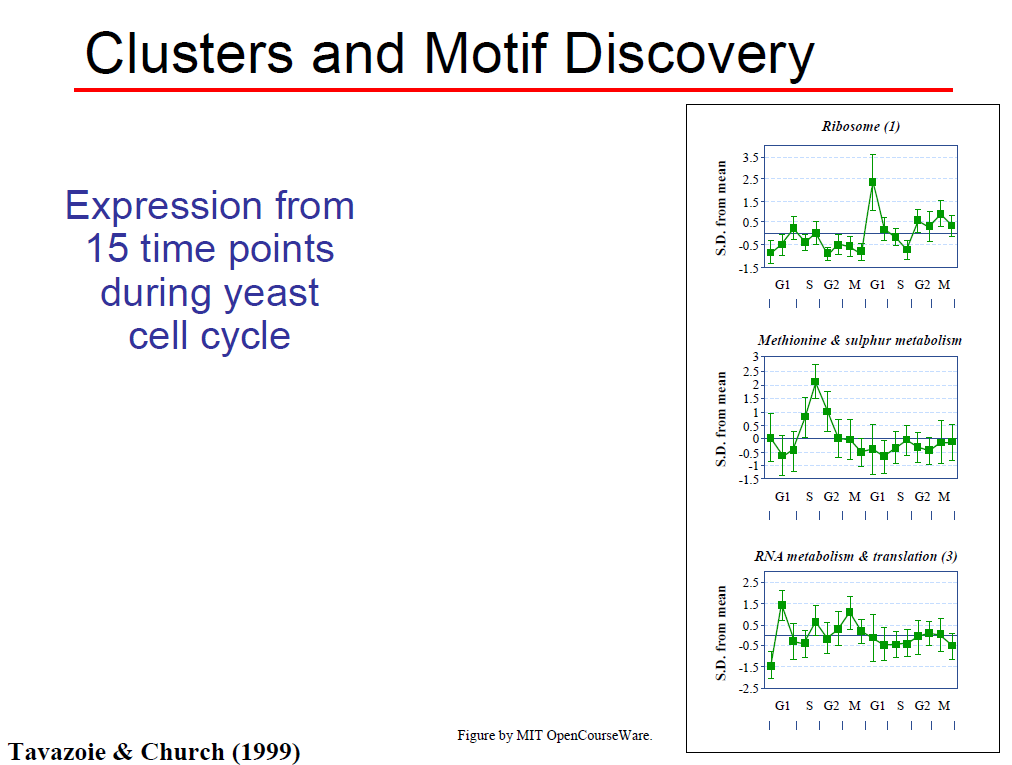 Clusters and Motif Discovery
Expression from
15 time points
during yeast
cell cycle
Ribosome (1)
S.D. from mean
3.5
2.5
1.5
0.5
-0.5
-1.5
G1 S G2 M G1 S G2 M
Methionine & sulphur metabolism
S.D. from mean
3
2.5
2
1.5
1
0.5
0
-0.5
-1
-1.5
G1 S G2 M G1 S G2 M
RNA metabolism & translation (3)
S.D. from mean
2.5
1.5
0.5
-0.5
-1.5
-2.5
G1 S G2 M G1 S G2 M
Figure by MIT OpenCourseWare.
Tavazoie & Church (1999)